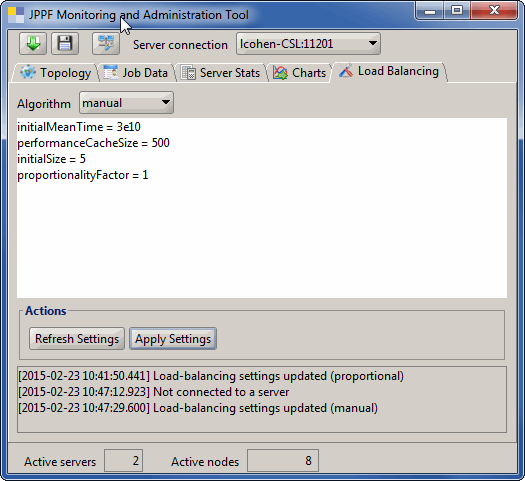 JPPF Monitoring and Administration Tool
Server connection lcohen-CSL:11201
Topology Job Data Server Stats Charts Load Balancing
Algorithm manual
initialMeanTime = 3e10
performanceCacheSize = 500
initialSize = 5
proportionalityFactor = 1
Actions
Refresh Settings Apply Settings
[2015-02-23 10:41:50.441] Load-balancing settings updated (proportional)
[2015-02-23 10:47:12.923] Not connected to a server
[2015-02-23 10:47:29.600] Load-balancing settings updated (manual)
Active servers 2 Active nodes 8